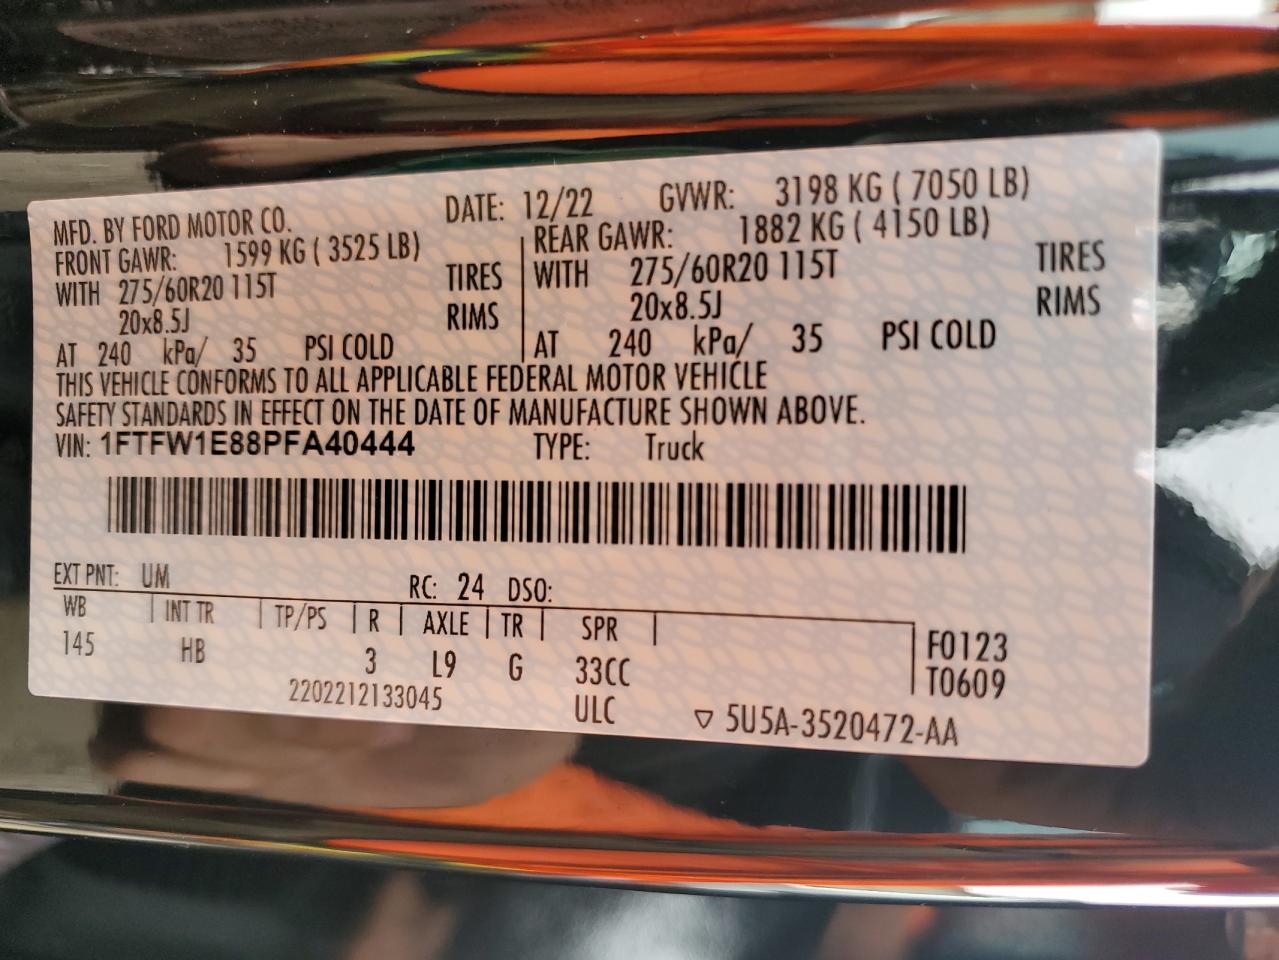 MFD. BY FORD MOTOR CO. DATE: 12/22 GVWR: 3198 KG ( 7050 LB)
FRONT GAWR: 1599 KG ( 3525 LB) REAR GAWR: 1882 KG ( 4150 LB)
WITH 275/60R20 115T TIRES WITH 275/60R20 115T TIRES
20x8.5J RIMS 20x8.5J RIMS
AT 240 kPa/ 35 PSI COLD AT 240 kPa/ 35 PSI COLD
THIS VEHICLE CONFORMS TO ALL APPLICABLE FEDERAL MOTOR VEHICLE
SAFETY STANDARDS IN EFFECT ON THE DATE OF MANUFACTURE SHOWN ABOVE.
VIN: 1FTFW1E88PFA40444 TYPE: Truck
EXT PNT: UM RC: 24 DSO:
WB INT TR TP/PS R AXLE TR SPR F0123
145 HB 3 L9 G 33CC T0609
2202212133045 ULC ▽ 5U5A-3520472-AA